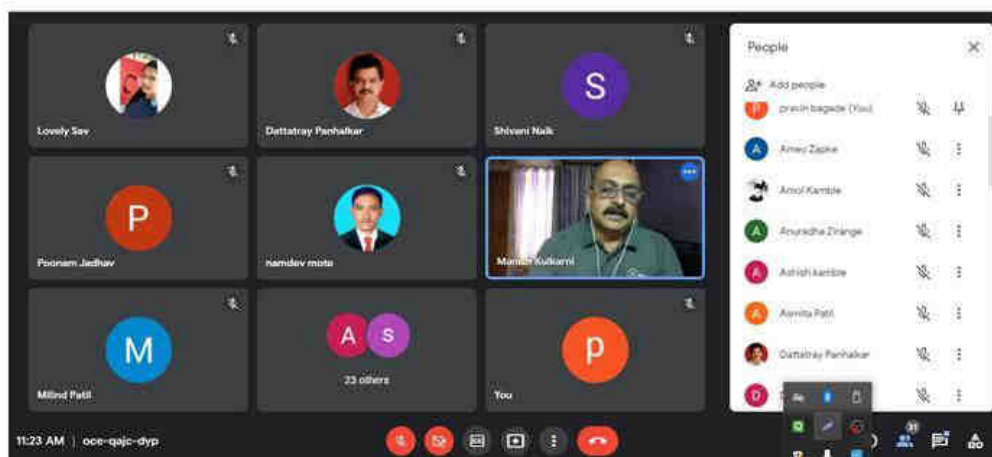 Lovely Sav
Dattatray Panhalkar
S
Shivani Naik
P
Poonam Jadhav
namdev mote
Kulkarni
M
Milind Patil
A s
23 others
p
You
11:23 AM | oce-qajc-dyp
People
Add people
pravin bagade (You)
A Amey Zapke
Amol Kamble
A Anuradha Zirange
A Ashish kamble
A Asmita Patil
Dattatray Panhalkar
D
31